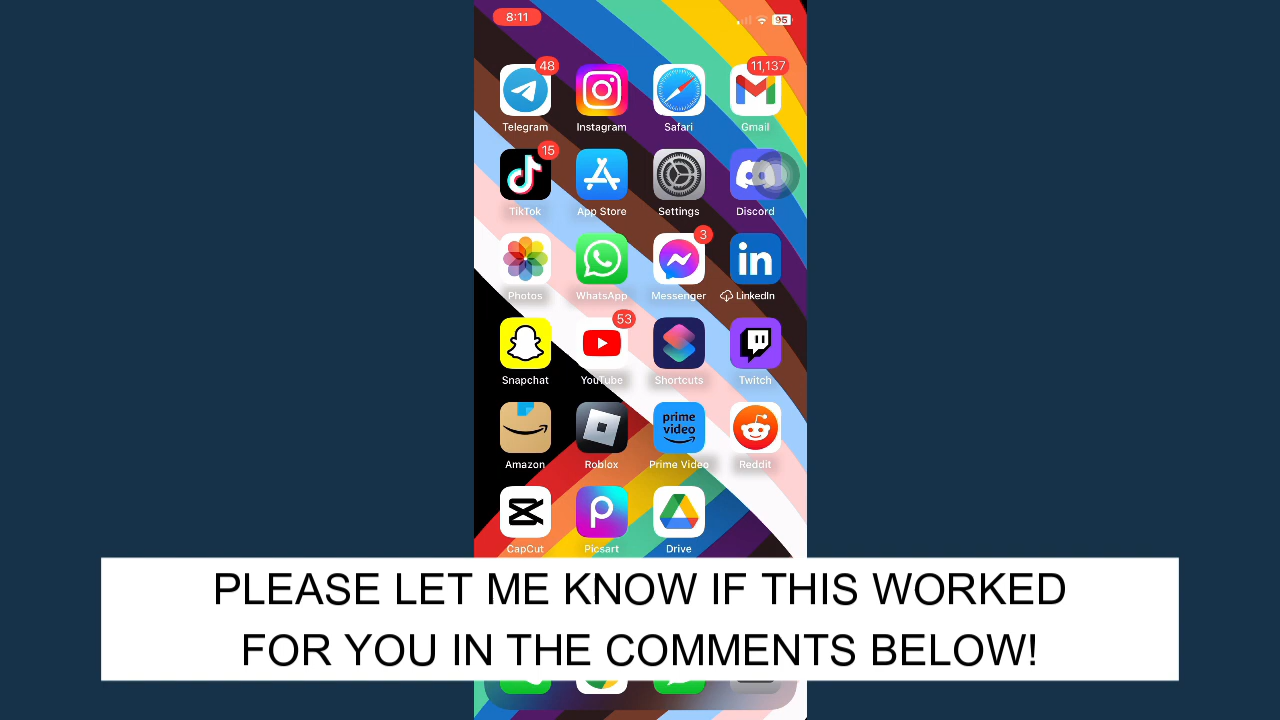 8:11
95
48
11,137
Telegram
Instagram
Safari
Gmail
15
TikTok
App Store
Settings
Discord
3
in
Photos
WhatsApp
Messenger
LinkedIn
53
Snapchat
YouTube
Shortcuts
Twitch
prime
video
Amazon
Roblox
Prime Video
Reddit
CapCut
Picsart
Drive
PLEASE LET ME KNOW IF THIS WORKED
FOR YOU IN THE COMMENTS BELOW!